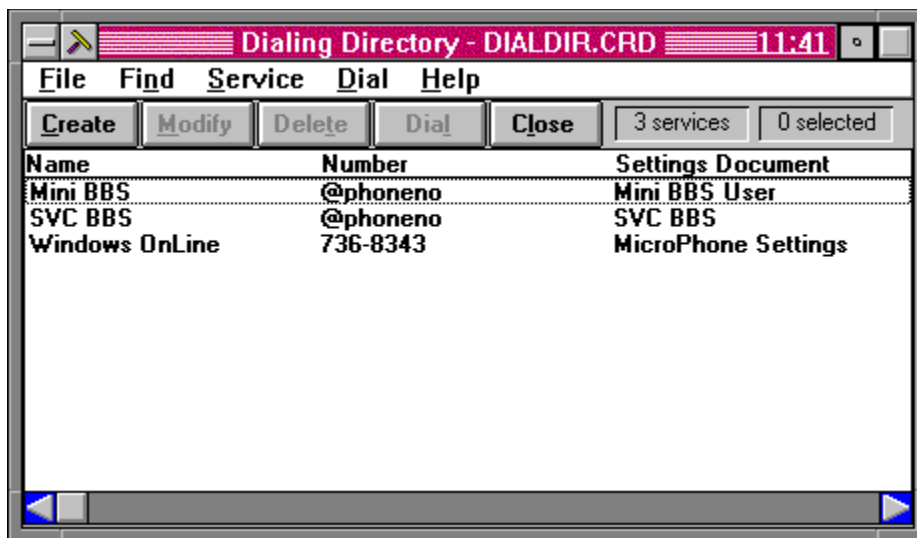 Dialing Directory - DIALDIR.CRD 11:41
File Find Service Dial Help
Create Modify Delete Dial Close 3 services 0 selected
Name Number Settings Document
Mini BBS @phoneno Mini BBS User
SVC BBS @phoneno SVC BBS
Windows OnLine 736-8343 MicroPhone Settings